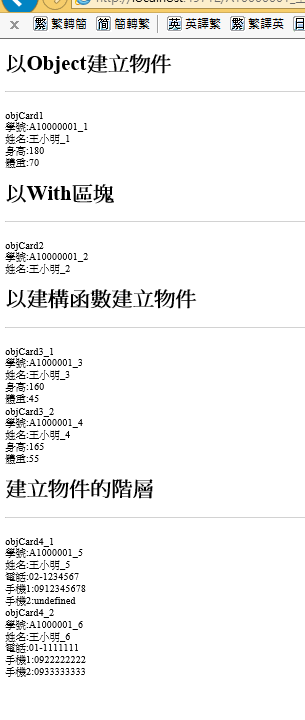 繁 繁轉簡 簡 簡轉繁 英 英譯繁 繁 繁譯英
以Object建立物件
objCard1
學號:A10000001_1
姓名:王小明_1
身高:180
體重:70
以With區塊
objCard2
學號:A10000001_2
姓名:王小明_2
以建構函數建立物件
objCard3_1
學號:A1000001_3
姓名:王小明_3
身高:160
體重:45
objCard3_2
學號:A1000001_4
姓名:王小明_4
身高:165
體重:55
建立物件的階層
objCard4_1
學號:A1000001_5
姓名:王小明_5
電話:02-1234567
手機1:0912345678
手機2:undefined
objCard4_2
學號:A1000001_6
姓名:王小明_6
電話:01-1111111
手機1:0922222222
手機2:0933333333